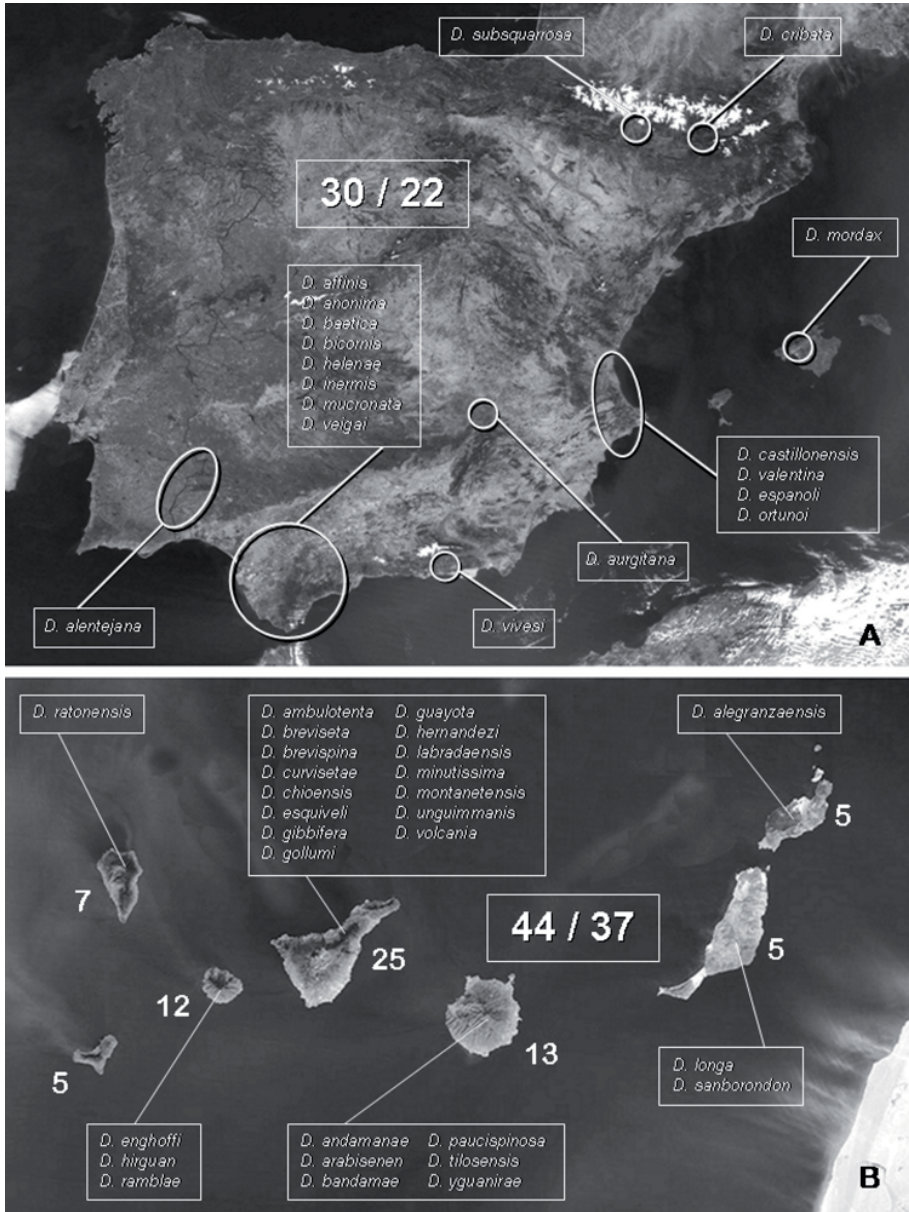 D. subsquarrosa
D. cribata
30 / 22
D. mordax
D. affinis
D. anonima
D. baetica
D. bicornis
D. helenae
D. inermis
D. mucronata
D. veigai
D. castillonensis
D. valentina
D. espanoli
D. ortunoi
D. aurgitana
D. alentejana
D. vivesi
A
D. ratonensis
D. ambulotenta
D. breviseta
D. brevispina
D. curvisetae
D. chioensis
D. esquiveli
D. gibbifera
D. gollumi
D. guayota
D. hernandezi
D. labradaensis
D. minutissima
D. montanetensis
D. unguimmanis
D. volcania
D. alegranzaensis
5
7
44 / 37
5
25
12
13
5
D. longa
D. sanborondon
D. enghoffi
D. hirguan
D. ramblae
D. andamanae
D. arabisenen
D. bandamae
D. paucispinosa
D. tilosensis
D. yguanirae
B